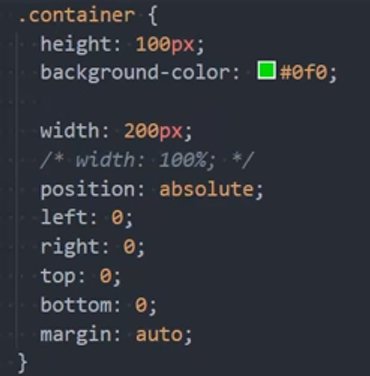 .container {
height: 100px;
background-color: #0f0;
width: 200px;
/* width: 100%; */
position: absolute;
left: 0;
right: 0;
top: 0;
bottom: 0;
margin: auto;
}